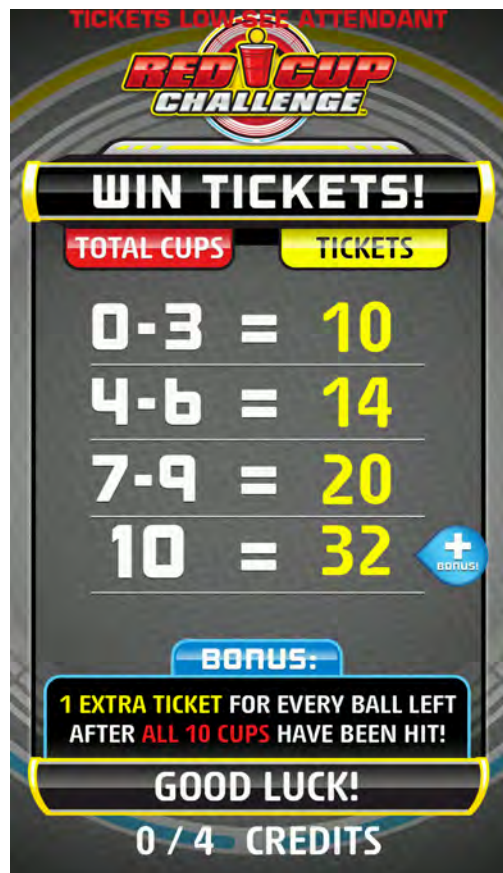 TICKETS LOW-SEE ATTENDANT
RED CUP
CHALLENGE
WIN TICKETS!
TOTAL CUPS TICKETS
0-3 = 10
4-6 = 14
7-9 = 20
10 = 32
+
BONUS!
BONUS:
1 EXTRA TICKET FOR EVERY BALL LEFT
AFTER ALL 10 CUPS HAVE BEEN HIT!
GOOD LUCK!
0 / 4 CREDITS